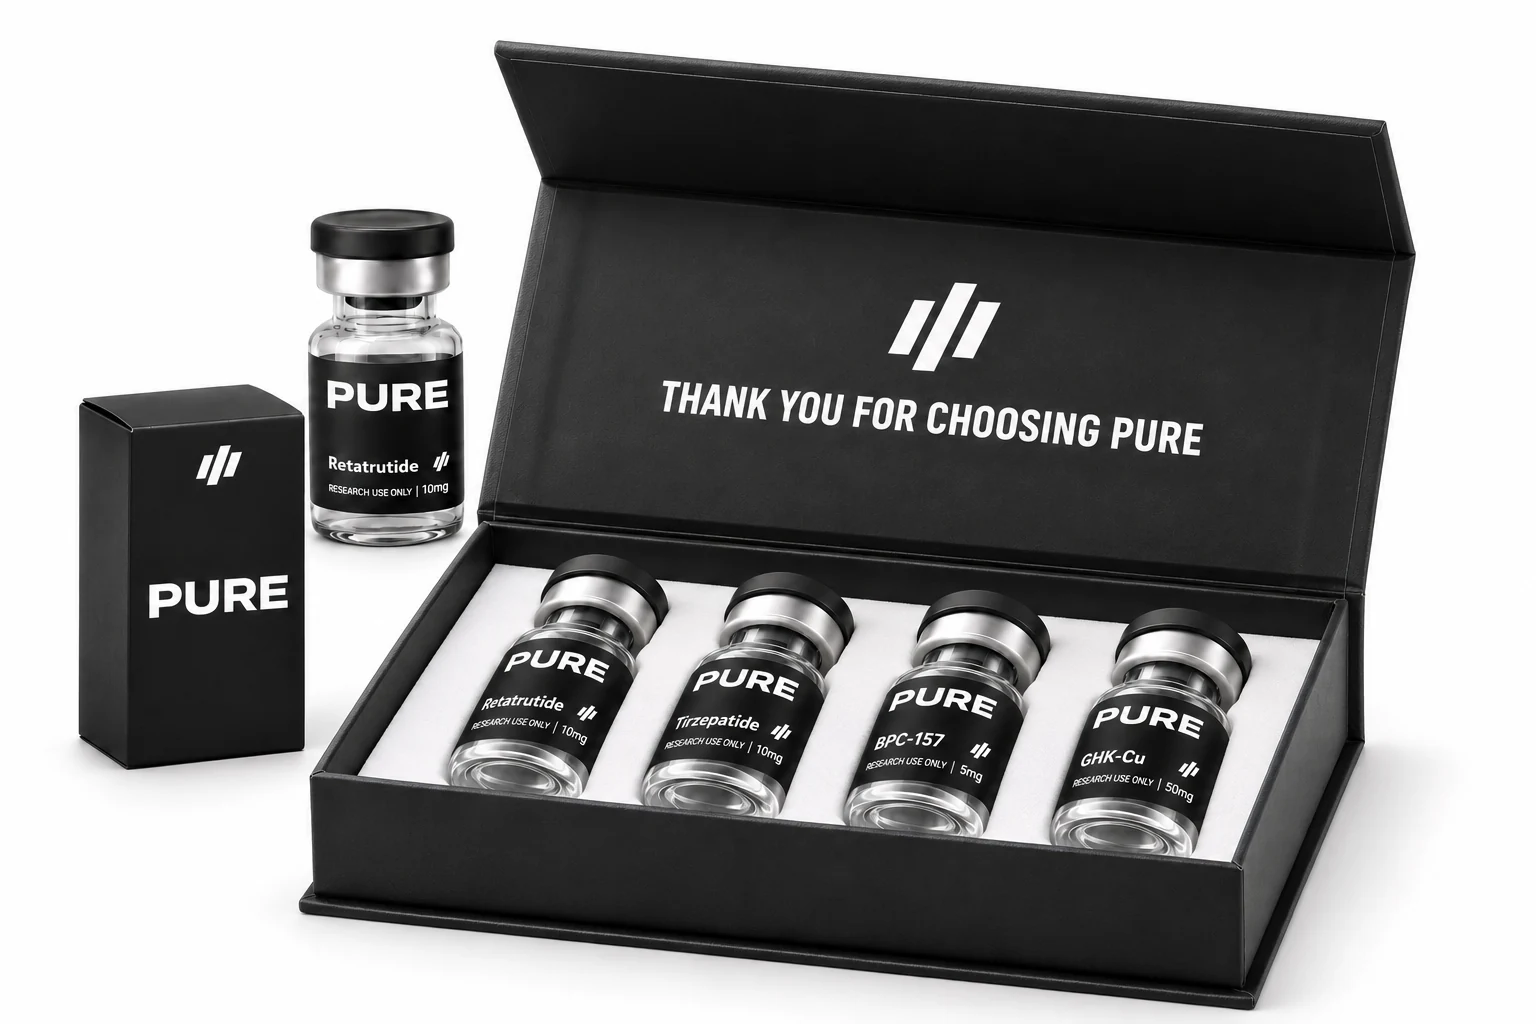 PURE
Retatrutide
RESEARCH USE ONLY | 10mg
PURE
THANK YOU FOR CHOOSING PURE
PURE
Retatrutide
RESEARCH USE ONLY | 10mg
PURE
Tirzepatide
RESEARCH USE ONLY | 10mg
PURE
BPC-157
RESEARCH USE ONLY | 5mg
PURE
GHK-Cu
RESEARCH USE ONLY | 50mg